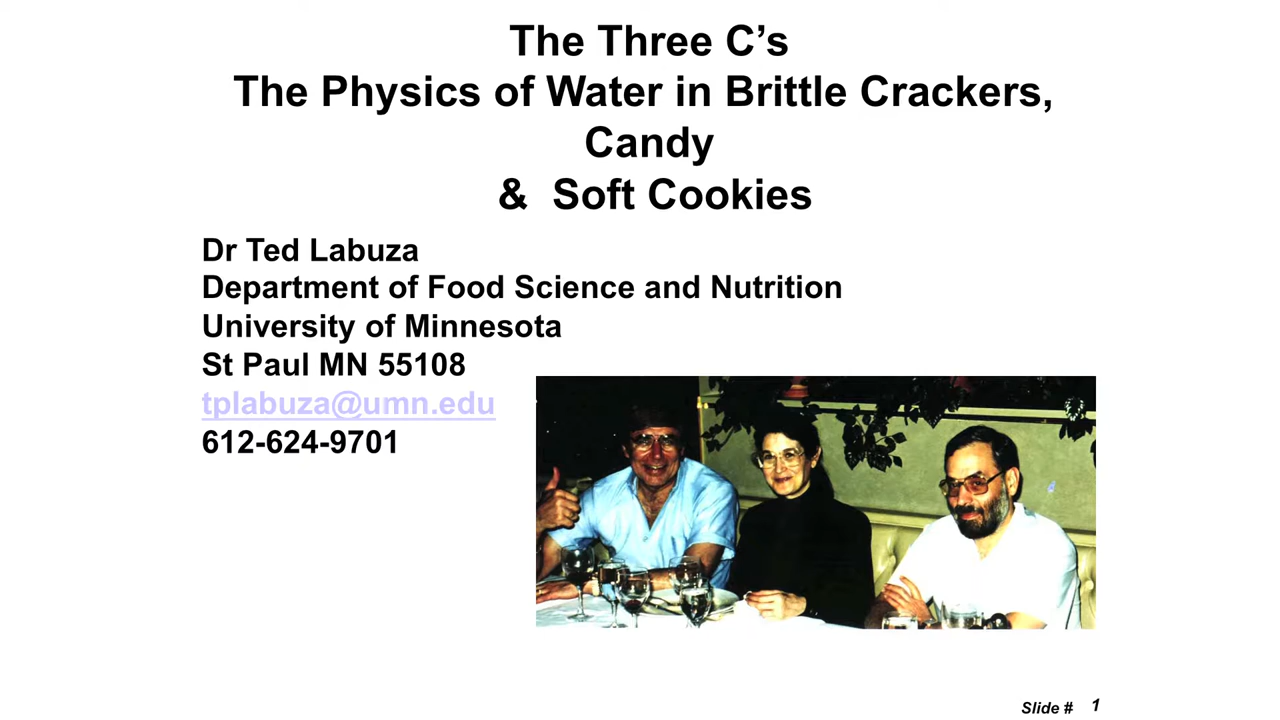 The Three C’s
The Physics of Water in Brittle Crackers,
Candy
& Soft Cookies
Dr Ted Labuza
Department of Food Science and Nutrition
University of Minnesota
St Paul MN 55108
tplabuza@umn.edu
612-624-9701
Slide # 1